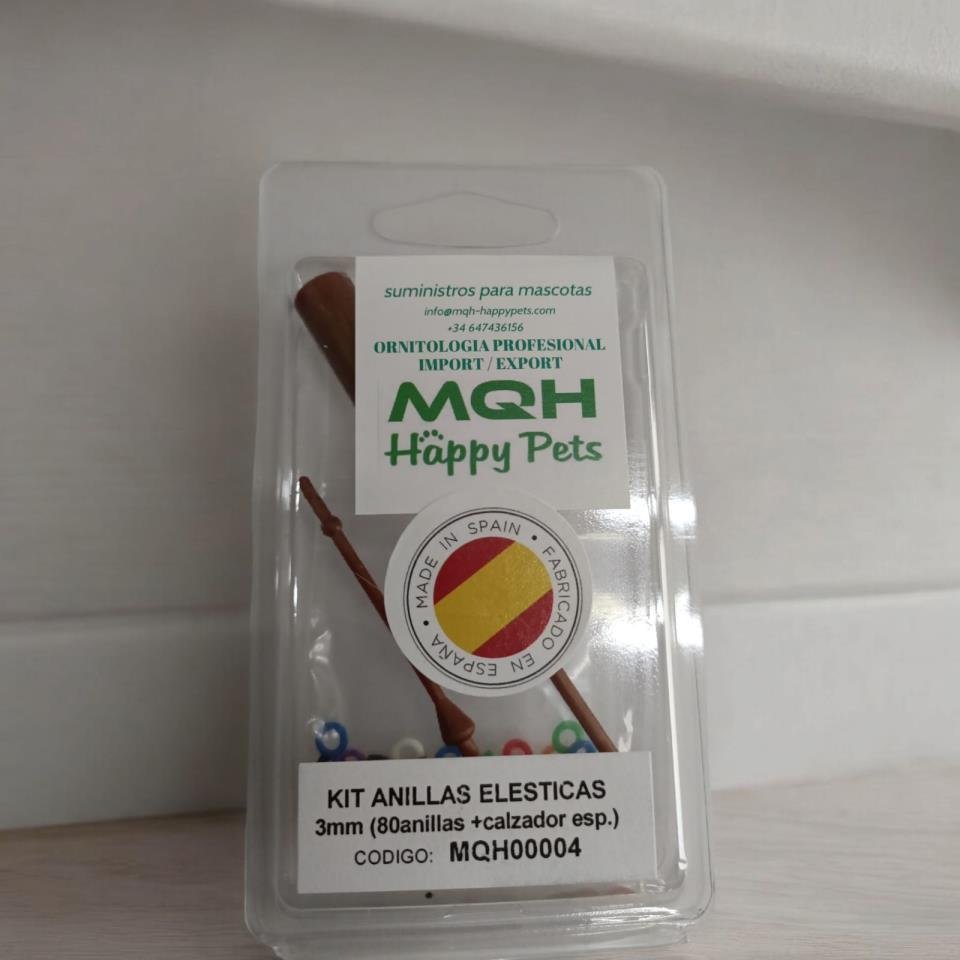 suministros para mascotas
info@mqh-happypets.com
+34 647436156
ORNITOLOGIA PROFESIONAL
IMPORT / EXPORT
MQH
Happy Pets
MADE IN SPAIN • FABRICADO EN ESPAÑA •
KIT ANILLAS ELESTICAS
3mm (80anillas +calzador esp.)
CODIGO: MQH00004